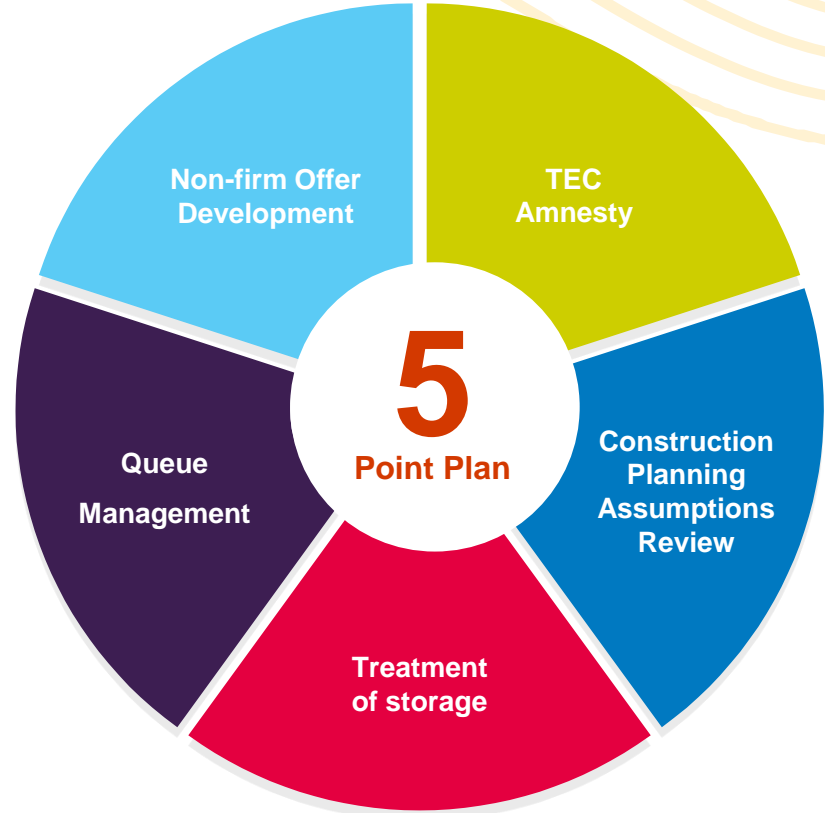 Non-firm Offer
Development
TEC
Amnesty
5
Point Plan
Construction
Planning
Assumptions
Review
Queue
Management
Treatment
of storage